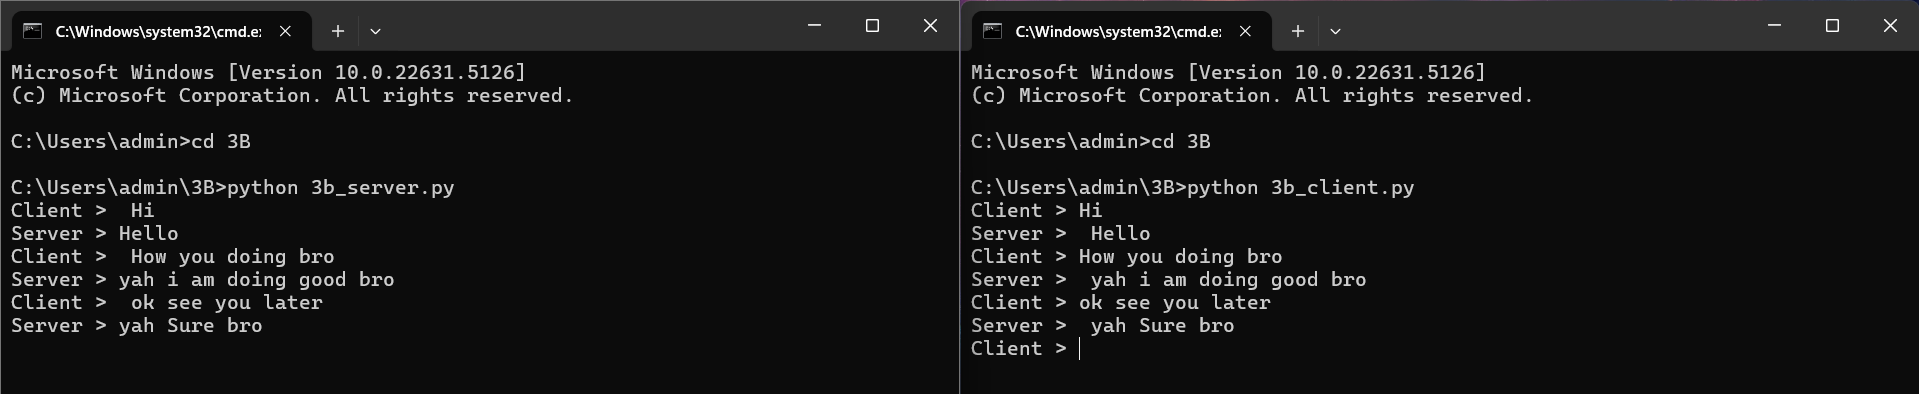 C:\Windows\system32\cmd.e
Microsoft Windows [Version 10.0.22631.5126]
(c) Microsoft Corporation. All rights reserved.
C:\Users\admin>cd 3B
C:\Users\admin\3B>python 3b_server.py
Client >  Hi
Server > Hello
Client >  How you doing bro
Server > yah i am doing good bro
Client >  ok see you later
Server > yah Sure bro
C:\Windows\system32\cmd.e
Microsoft Windows [Version 10.0.22631.5126]
(c) Microsoft Corporation. All rights reserved.
C:\Users\admin>cd 3B
C:\Users\admin\3B>python 3b_client.py
Client > Hi
Server >  Hello
Client > How you doing bro
Server >  yah i am doing good bro
Client > ok see you later
Server >  yah Sure bro
Client >